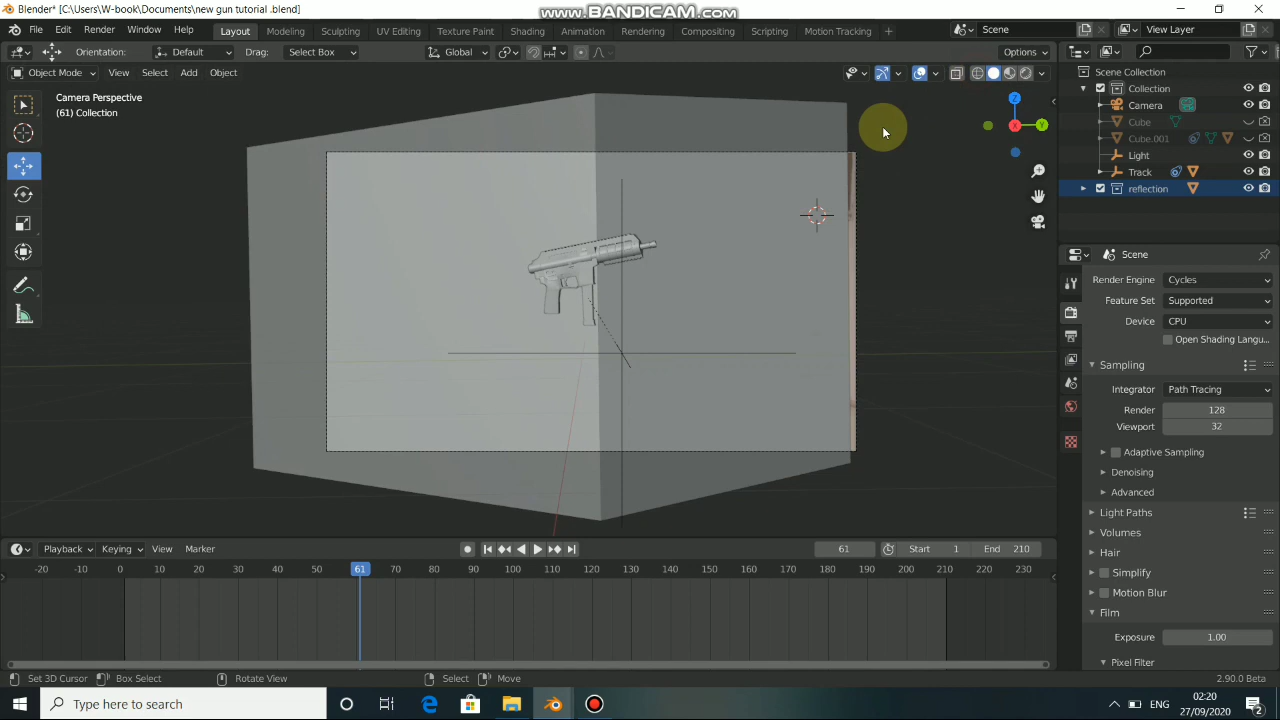 Blender* [C:\Users\W-book\Documents\new gun tutorial .blend]
WWW.BANDICAM.COM
File Edit Render Window Help
Layout Modeling Sculpting UV Editing Texture Paint Shading Animation Rendering Compositing Scripting Motion Tracking +
Scene
View Layer
Orientation: Default Drag: Select Box Global Options
Object Mode View Select Add Object
Camera Perspective
(61) Collection
Z
X
Y
Scene Collection
Collection
Camera
Cube
Cube.001
Light
Track
reflection
Scene
Render Engine Cycles
Feature Set Supported
Device CPU
Open Shading Langu...
Sampling
Integrator Path Tracing
Render 128
Viewport 32
Adaptive Sampling
Denoising
Advanced
Light Paths
Volumes
Hair
Simplify
Motion Blur
Film
Exposure 1.00
Pixel Filter
Playback Keying View Marker 61 Start 1 End 210
-20 -10 0 10 20 30 40 50 61 70 80 90 100 110 120 130 140 150 160 170 180 190 200 210 220 230
Set 3D Cursor Box Select Rotate View Select Move 2.90.0 Beta
Type here to search
ENG
02:20
27/09/2020
2